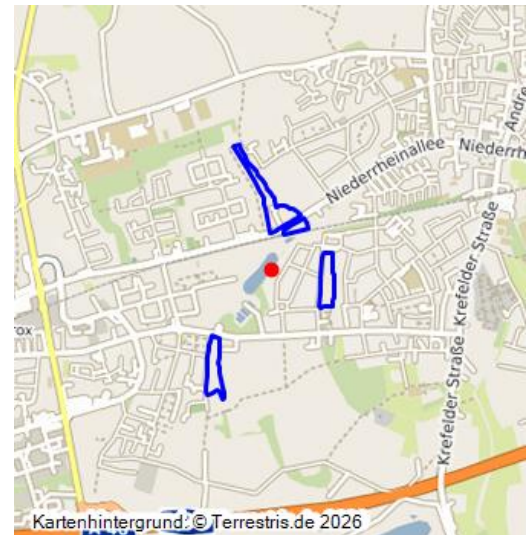 Andre
Niederrheinallee
Niederrh
Krefelder Straße
Krefelder Straße
rox
Kartenhintergrund: © Terrestris.de 2026